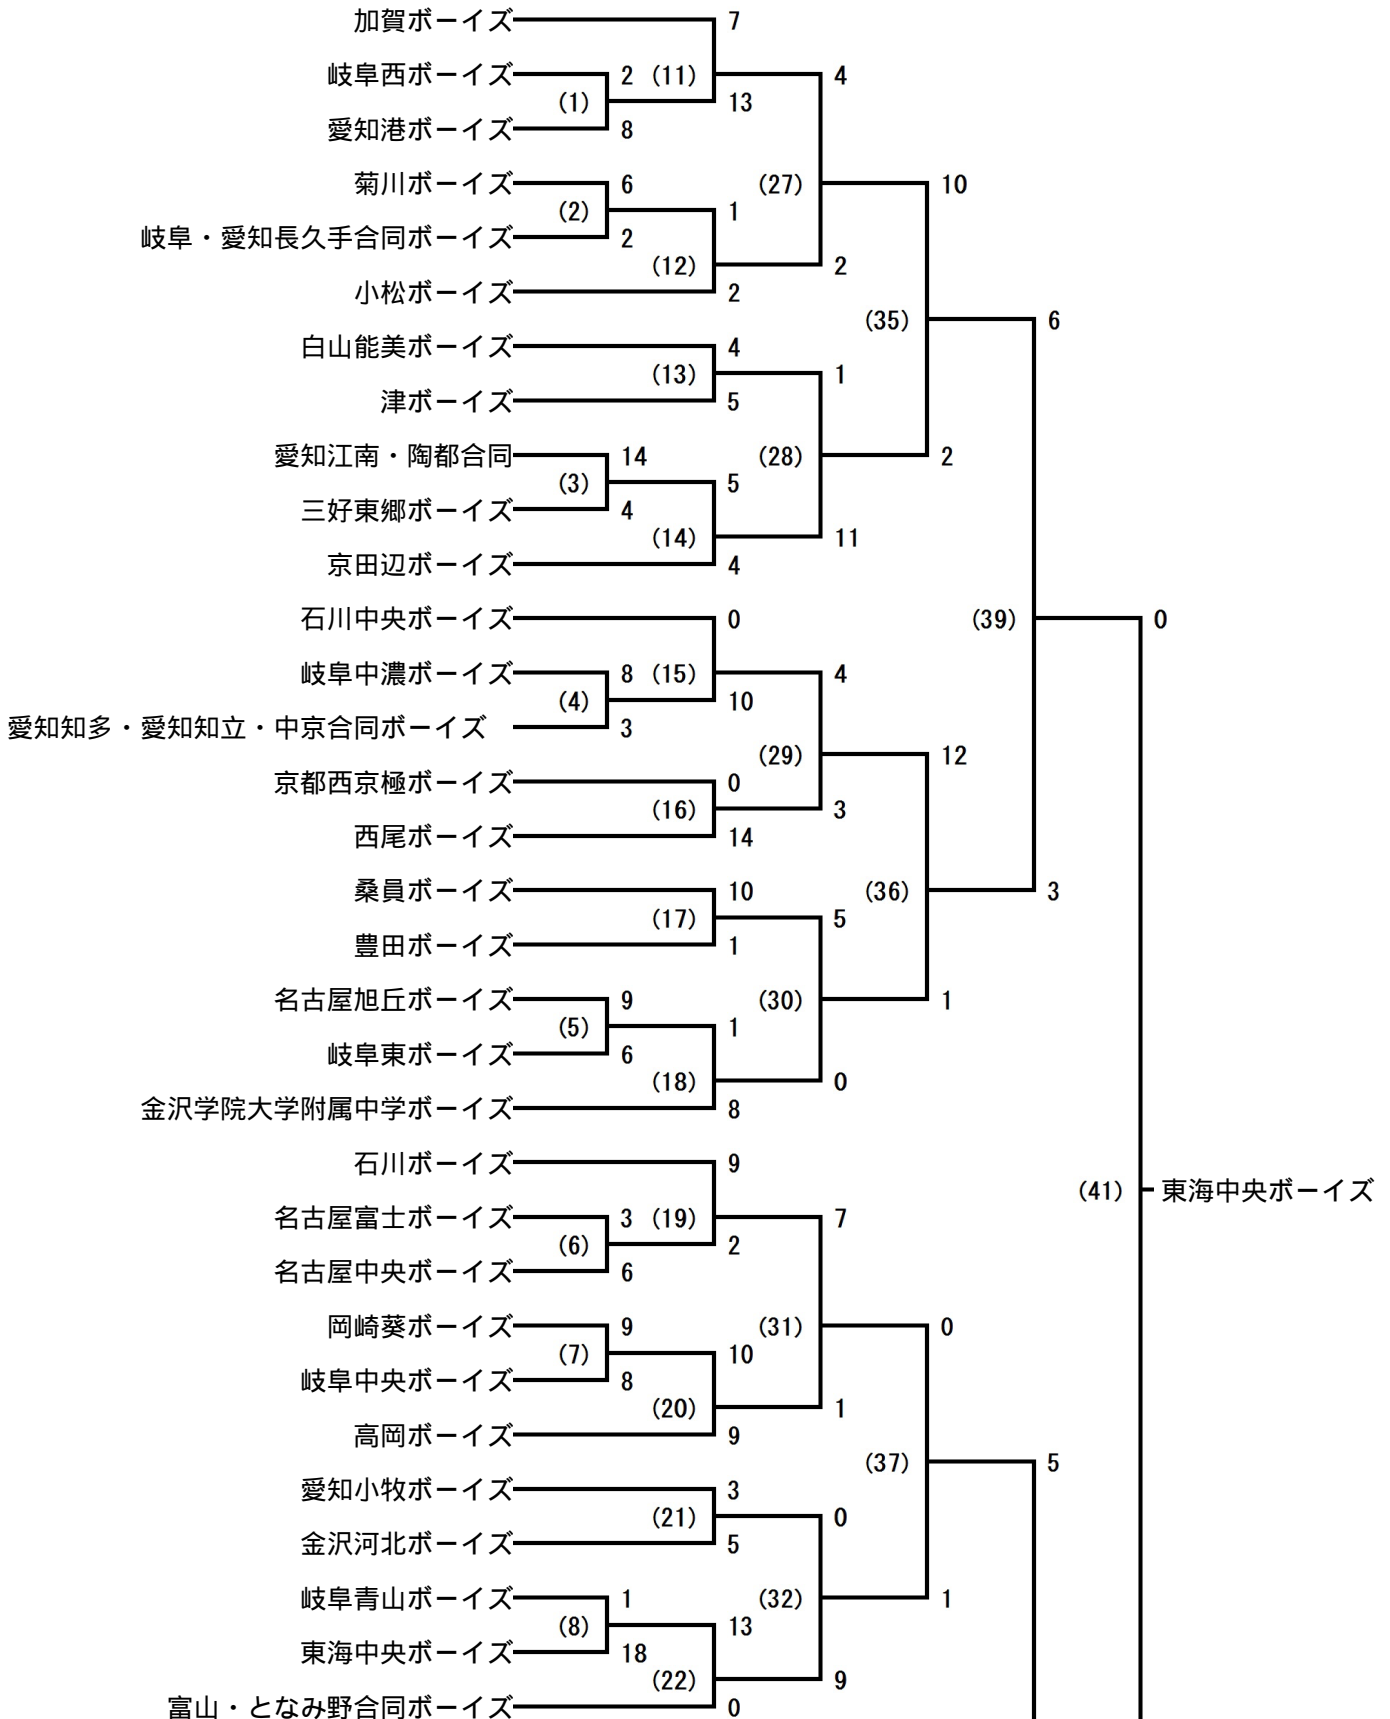 加賀ボーイズ 7
岐阜西ボーイズ 2 (11) 4
(1) 13
愛知港ボーイズ 8
菊川ボーイズ 6 (27) 10
(2) 1
岐阜・愛知長久手合同ボーイズ 2
(12) 2
小松ボーイズ 2
(35) 6
白山能美ボーイズ 4
(13) 1
津ボーイズ 5
愛知江南・陶都合同 14 (28) 2
(3) 5
三好東郷ボーイズ 4
(14) 11
京田辺ボーイズ 4
石川中央ボーイズ 0 (39) 0
岐阜中濃ボーイズ 8 (15) 4
(4) 10
愛知知多・愛知知立・中京合同ボーイズ 3
(29) 12
京都西京極ボーイズ 0
(16) 3
西尾ボーイズ 14
桑員ボーイズ 10 (36) 3
(17) 5
豊田ボーイズ 1
名古屋旭丘ボーイズ 9 (30) 1
(5) 1
岐阜東ボーイズ 6
(18) 0
金沢学院大学附属中学ボーイズ 8
石川ボーイズ 9
(41) 東海中央ボーイズ
名古屋富士ボーイズ 3 (19) 7
(6) 2
名古屋中央ボーイズ 6
岡崎葵ボーイズ 9 (31) 0
(7) 10
岐阜中央ボーイズ 8
(20) 1
高岡ボーイズ 9
(37) 5
愛知小牧ボーイズ 3
(21) 0
金沢河北ボーイズ 5
岐阜青山ボーイズ 1 (32) 1
(8) 13
東海中央ボーイズ 18
(22) 9
富山・となみ野合同ボーイズ 0